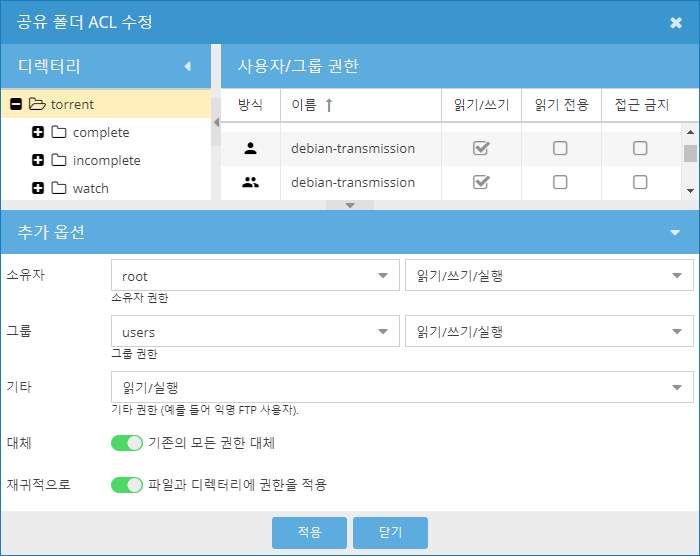 공유 폴더 ACL 수정
디렉터리
사용자/그룹 권한
torrent
complete
incomplete
watch
방식 이름 읽기/쓰기 읽기 전용 접근 금지
debian-transmission
debian-transmission
추가 옵션
소유자 root 읽기/쓰기/실행
소유자 권한
그룹 users 읽기/쓰기/실행
그룹 권한
기타 읽기/실행
기타 권한 (예를 들어 익명 FTP 사용자).
대체 기존의 모든 권한 대체
재귀적으로 파일과 디렉터리에 권한을 적용
적용 닫기